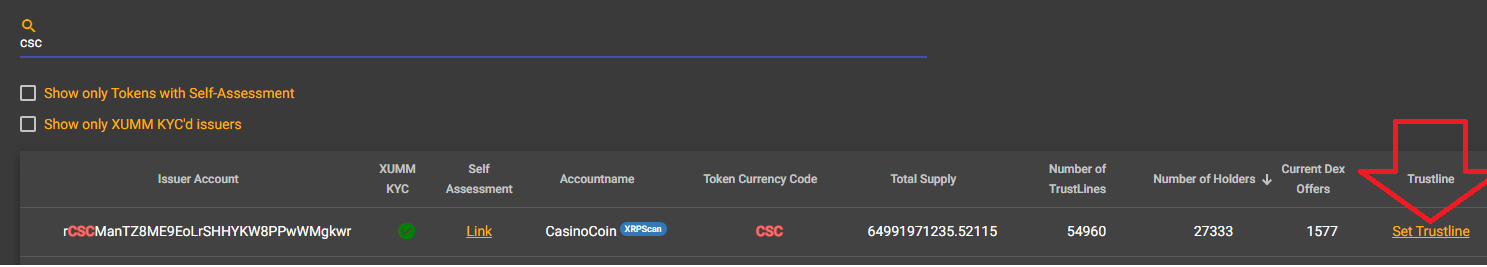 csc
Show only Tokens with Self-Assessment
Show only XUMM KYC'd issuers
Issuer Account XUMM KYC Self Assessment Accountname Token Currency Code Total Supply Number of TrustLines Number of Holders Current Dex Offers Trustline
rCSCManTZ8ME9EoLrSHHYKW8PPwWMgkwr Link CasinoCoin XRPScan CSC 64991971235.52115 54960 27333 1577 Set Trustline